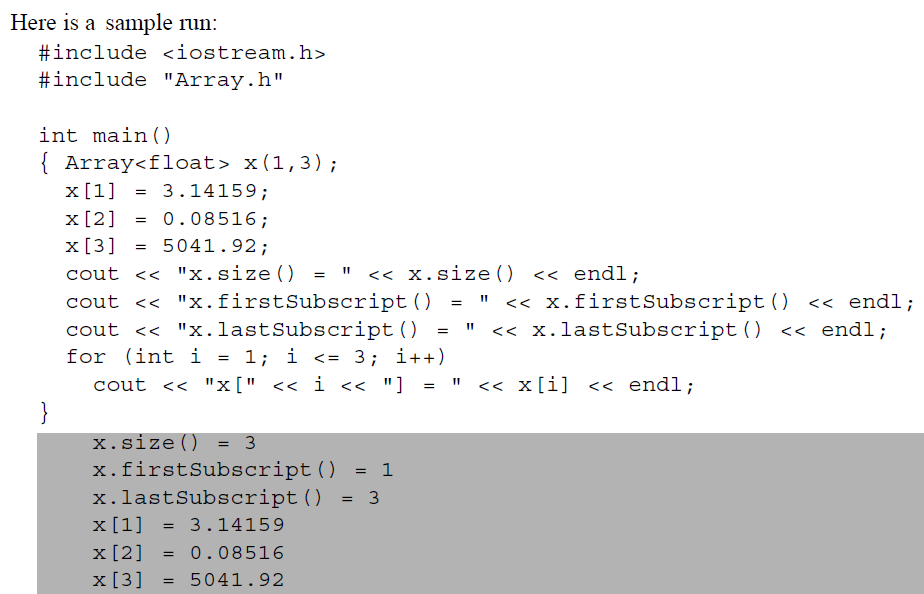 Here is a sample run:
#include <iostream.h>
#include "Array.h"

int main()
{ Array<float> x(1,3);
  x[1] = 3.14159;
  x[2] = 0.08516;
  x[3] = 5041.92;
  cout << "x.size() = " << x.size() << endl;
  cout << "x.firstSubscript() = " << x.firstSubscript() << endl;
  cout << "x.lastSubscript() = " << x.lastSubscript() << endl;
  for (int i = 1; i <= 3; i++)
    cout << "x[" << i << "] = " << x[i] << endl;
}
    x.size() = 3
    x.firstSubscript() = 1
    x.lastSubscript() = 3
    x[1] = 3.14159
    x[2] = 0.08516
    x[3] = 5041.92